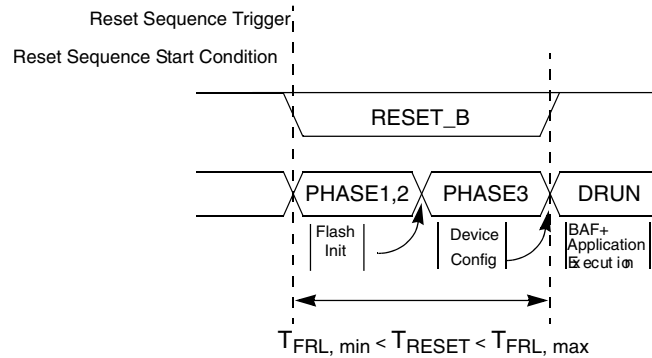 Reset Sequence Trigger
Reset Sequence Start Condition
RESET_B
PHASE1,2 PHASE3 DRUN
Flash
Init
Device
Config
BAF+
Application
Execution
T_FRL, min < T_RESET < T_FRL, max